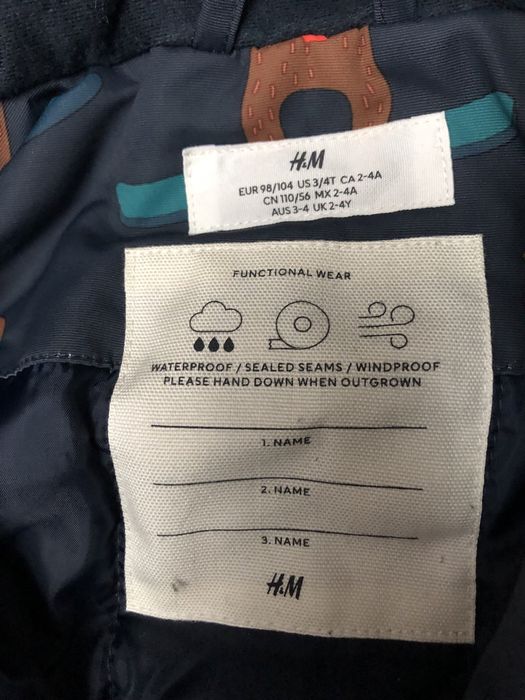 H&M
EUR 98/104 US 3/4T CA 2-4A
CN 110/56 MX 2-4A
AUS 3-4 UK 2-4Y
FUNCTIONAL WEAR
WATERPROOF / SEALED SEAMS / WINDPROOF
PLEASE HAND DOWN WHEN OUTGROWN
1. NAME
2. NAME
3. NAME
H&M